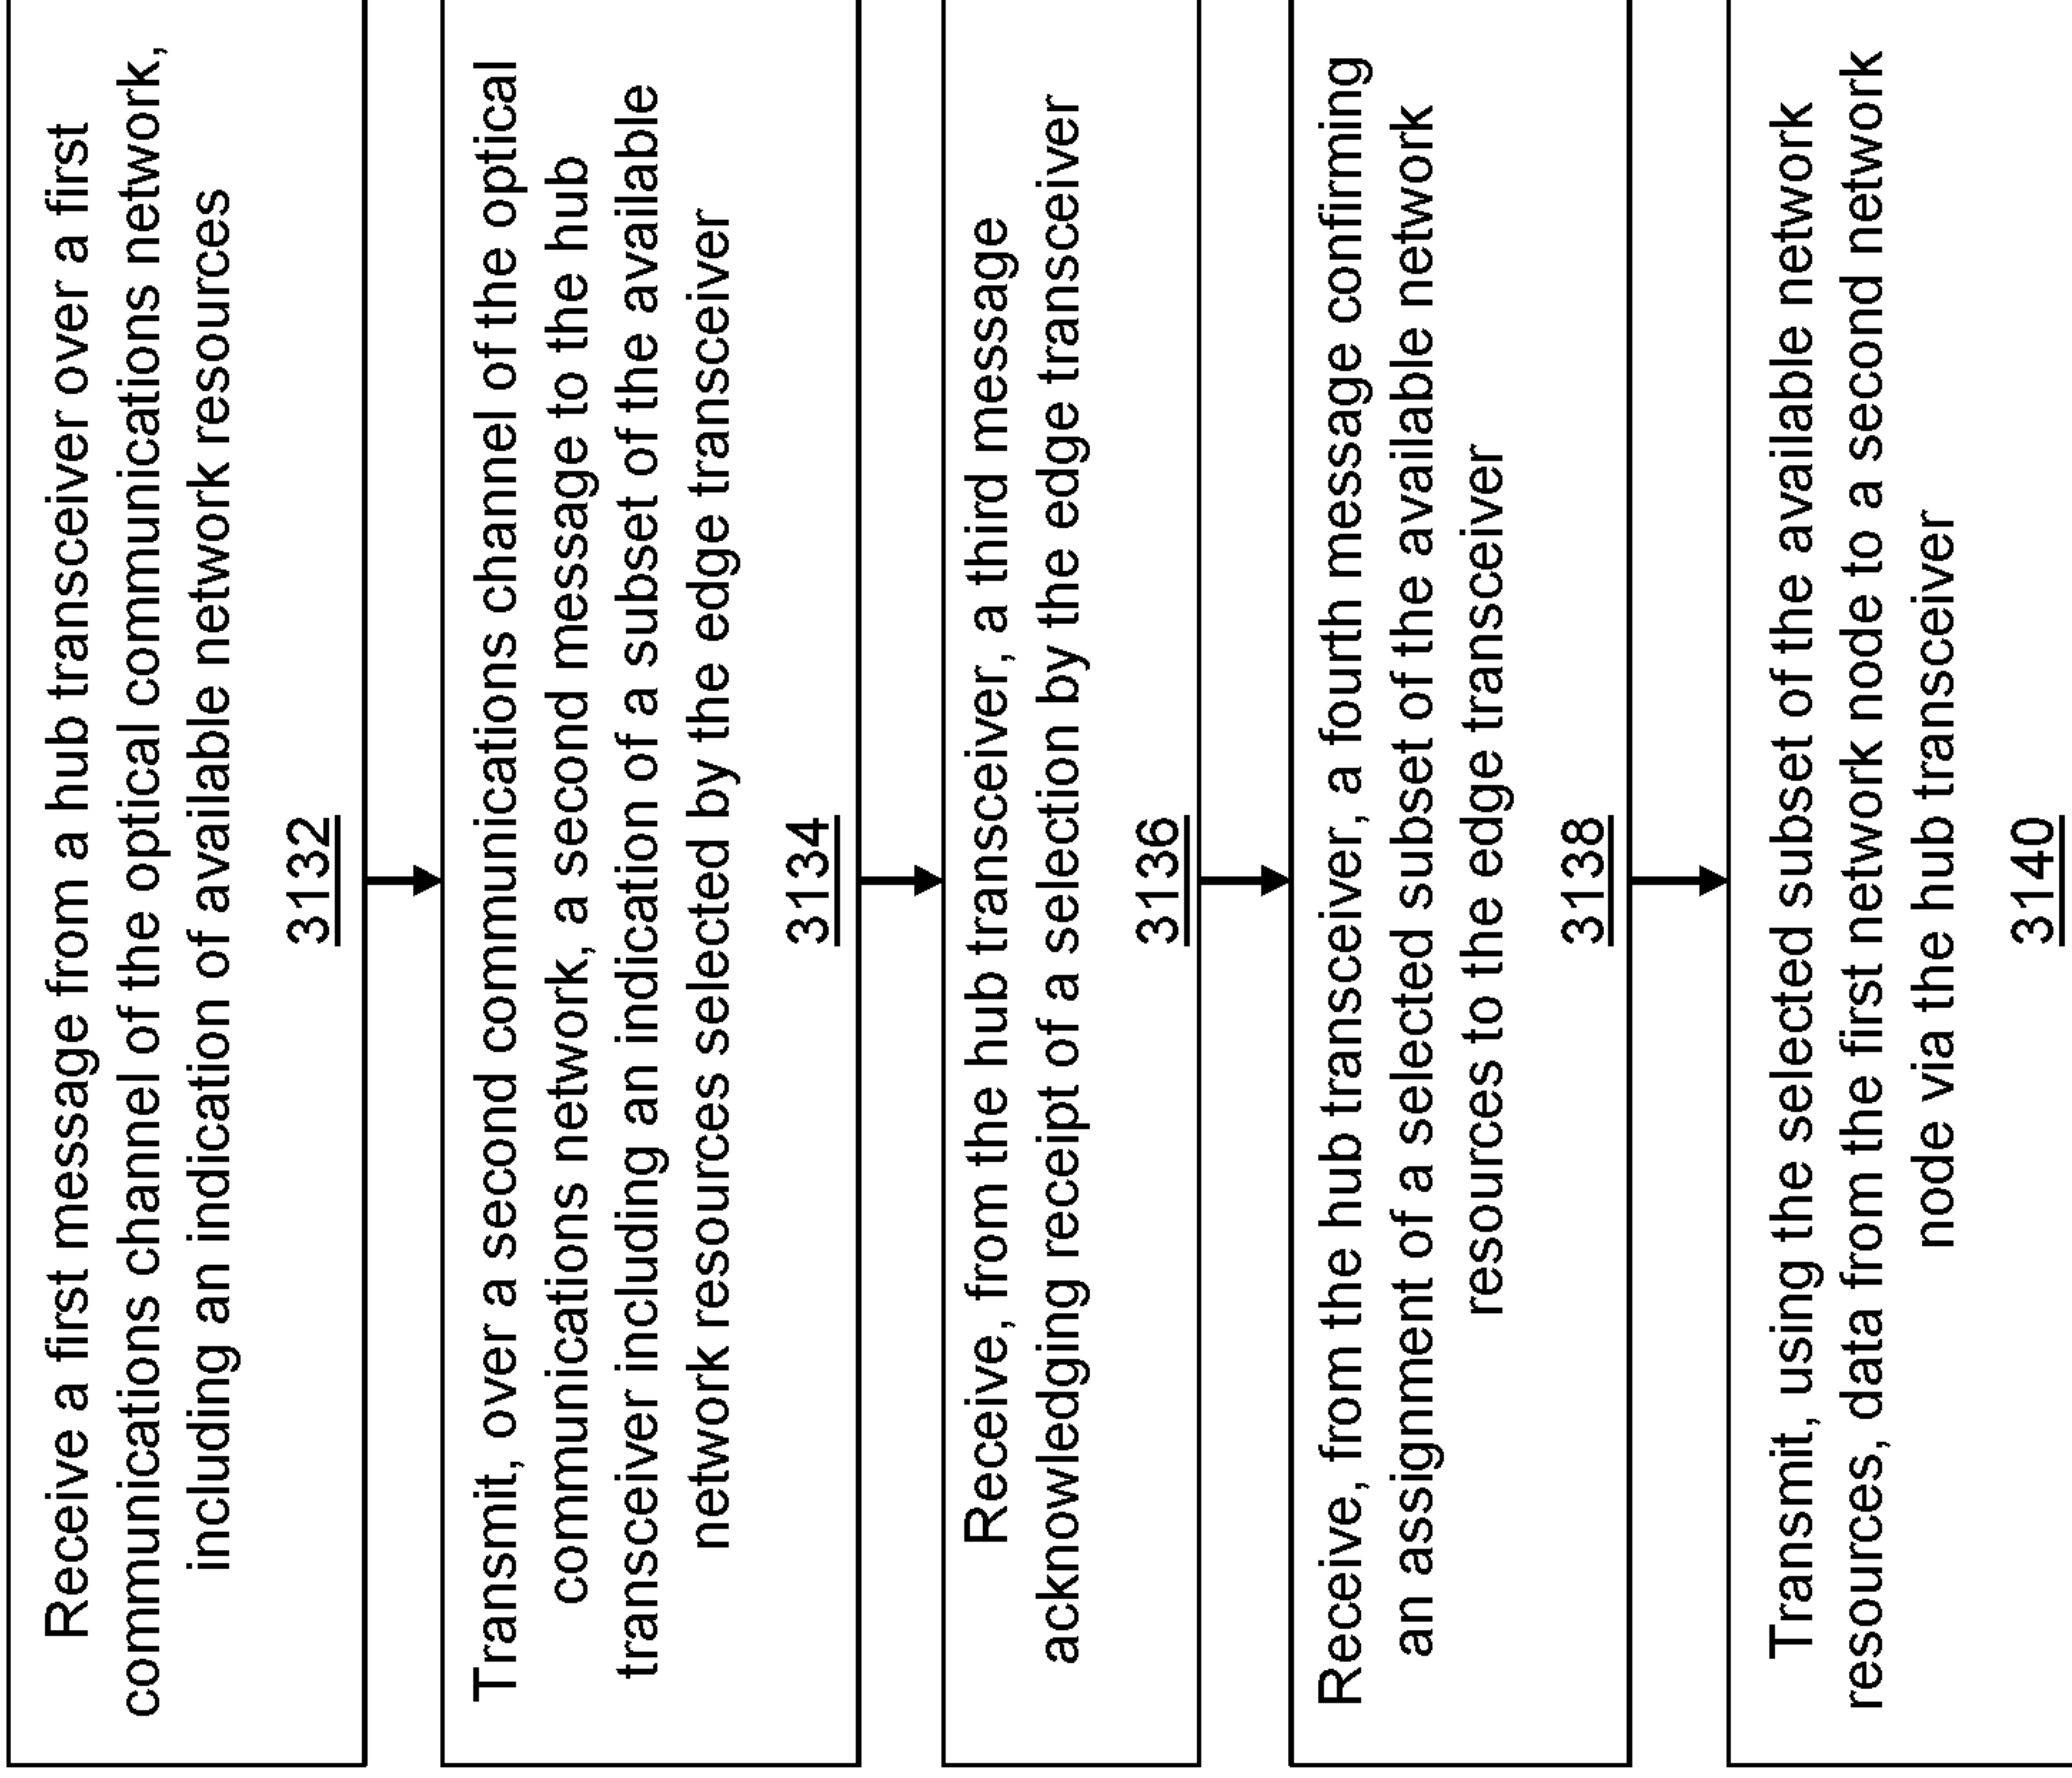 Receive a first message from a hub transceiver over a first
communications channel of the optical communications network,
including an indication of available network resources
3132
Transmit, over a second communications channel of the optical
communications network, a second message to the hub
transceiver including an indication of a subset of the available
network resources selected by the edge transceiver
3134
Receive, from the hub transceiver, a third message
acknowledging receipt of a selection by the edge transceiver
3136
Receive, from the hub transceiver, a fourth message confirming
an assignment of a selected subset of the available network
resources to the edge transceiver
3138
Transmit, using the selected subset of the available network
resources, data from the first network node to a second network
node via the hub transceiver
3140